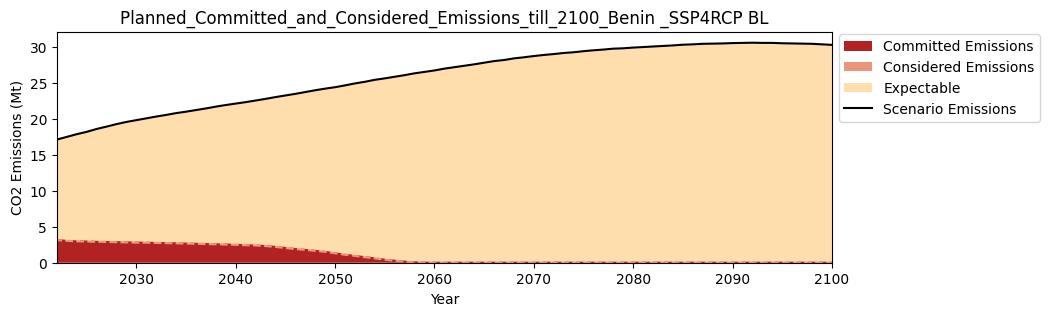 Planned_Committed_and_Considered_Emissions_till_2100_Benin _SSP4RCP BL
CO2 Emissions (Mt)
30
25
20
15
10
5
0
2030 2040 2050 2060 2070 2080 2090 2100
Year
Committed Emissions
Considered Emissions
Expectable
Scenario Emissions